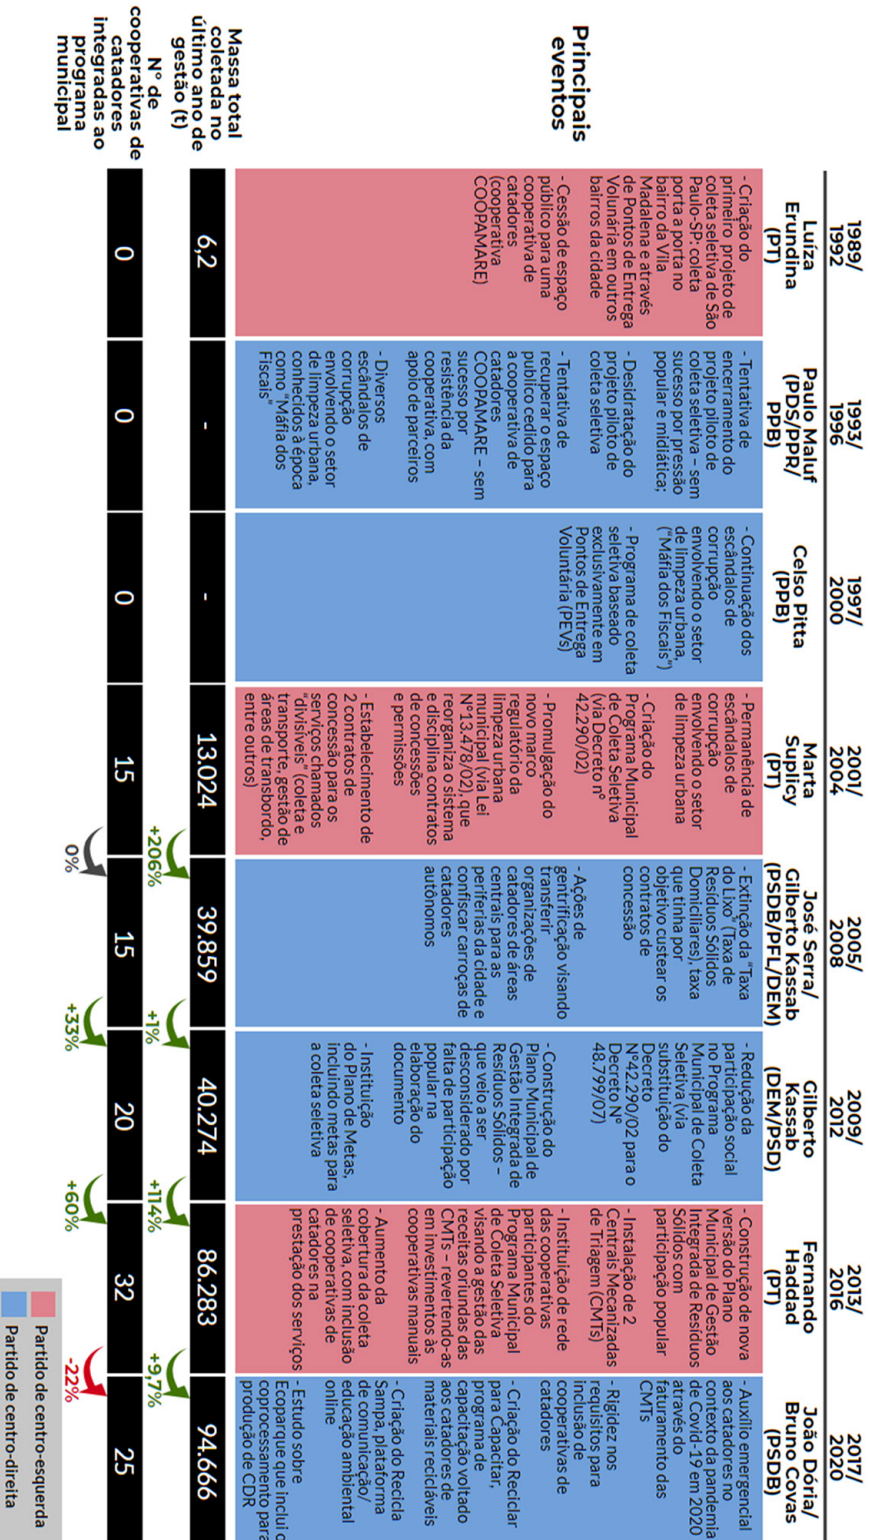 1989/
1992
Luíza
Erundina
(PT)
- Criação do
primeiro projeto de
coleta seletiva de São
Paulo-SP: coleta
porta a porta no
bairro da Vila
Madalena e através
de Pontos de Entrega
Volunária em outros
bairros da cidade
- Cessão de espaço
público para uma
cooperativa de
catadores
(cooperativa
COOPAMARE)
1993/
1996
Paulo Maluf
(PDS/PPR/
PPB)
- Tentativa de
encerramento do
projeto piloto de
coleta seletiva – sem
sucesso por pressão
popular e midiática;
- Desidratação do
projeto piloto de
coleta seletiva
- Tentativa de
recuperar o espaço
publico cedido para
a cooperativa de
catadores
COOPAMARE – sem
sucesso por
resistência da
cooperativa, com
apoio de parceiros
- Diversos
escândalos de
corrupção
envolvendo o setor
de limpeza urbana,
conhecidos à época
como "Máfia dos
Fiscais"
1997/
2000
Celso Pitta
(PPB)
- Continuação dos
escândalos de
corrupção
envolvendo o setor
de limpeza urbana,
("Máfia dos Fiscais")
- Programa de coleta
seletiva baseado
exclusivamente em
Pontos de Entrega
Voluntária (PEVs)
2001/
2004
Marta
Suplicy
(PT)
- Permanência de
escândalos de
corrupção
envolvendo o setor
de limpeza urbana
- Criação do
Programa Municipal
de Coleta Seletiva
(via Decreto nº
42.290/02)
- Promulgação do
novo marco
regulatório da
limpeza urbana
municipal (via Lei
Nº13.478/02), que
reorganiza o sistema
e disciplina contratos
de concessões
e permissões
- Estabelecimento de
2 contratos de
concessão para os
serviços chamados
"divisíveis" (coleta e
transporte, gestão de
áreas de transbordo,
entre outros)
2005/
2008
José Serra/
Gilberto Kassab
(PSDB/PFL/DEM)
- Extinção da "Taxa
do Lixo" (Taxa de
Resíduos Sólidos
Domiciliares), taxa
que tinha por
objetivo custear os
contratos de
concessão
- Ações de
gentrificação visando
transferir
organizações de
catadores de áreas
centrais para as
periferias da cidade e
confiscar carroças de
catadores
autônomos
2009/
2012
Gilberto
Kassab
(DEM/PSD)
- Redução da
participação social
no Programa
Municipal de Coleta
Seletiva (via
substituição do
Decreto
Nº42.290/02 para o
Decreto Nº
48.799/07)
- Construção do
Plano Municipal de
Gestão Integrada de
Resíduos Sólidos –
que veio a ser
desconsiderado por
falta de participação
popular na
elaboração do
documento
- Instituição
do Plano de Metas,
incluindo metas para
a coleta seletiva
2013/
2016
Fernando
Haddad
(PT)
- Construção de nova
versão do Plano
Municipal de Gestão
Integrada de Resíduos
Sólidos com
participação popular
- Instalação de 2
Centrais Mecanizadas
de Triagem (CMTs)
- Instituição de rede
das cooperativas
participantes do
Programa Municipal
de Coleta Seletiva
visando a gestão das
receitas oriundas das
CMTs – revertendo-as
em investimentos às
cooperativas manuais
- Aumento da
cobertura da coleta
seletiva, com inclusão
de cooperativas de
catadores na
prestação dos serviços
2017/
2020
João Dória/
Bruno Covas
(PSDB)
- Auxílio emergencial
aos catadores no
contexto da pandemia
de Covid-19 em 2020
através do
faturamento das
CMTs
- Rigidez nos
requisitos para
inclusão de
cooperativas de
catadores
- Criação do Reciclar
para Capacitar,
programa de
capacitação voltado
aos catadores de
materiais recicláveis
- Criação do Recicla
Sampa, plataforma
de comunicação/
educação ambiental
online
- Estudo sobre
Ecoparque que inclui o
coprocessamento para
produção de CDR
Principais
eventos
Massa total
coletada no
último ano de
gestão (t)
6,2
-
-
13.024
39.859
40.274
86.283
94.666
+206%
+1%
+114%
+9,7%
Nº de
cooperativas de
catadores
integradas ao
programa
municipal
0
0
0
15
15
20
32
25
0%
+33%
+60%
-22%
Partido de centro-esquerda
Partido de centro-direita